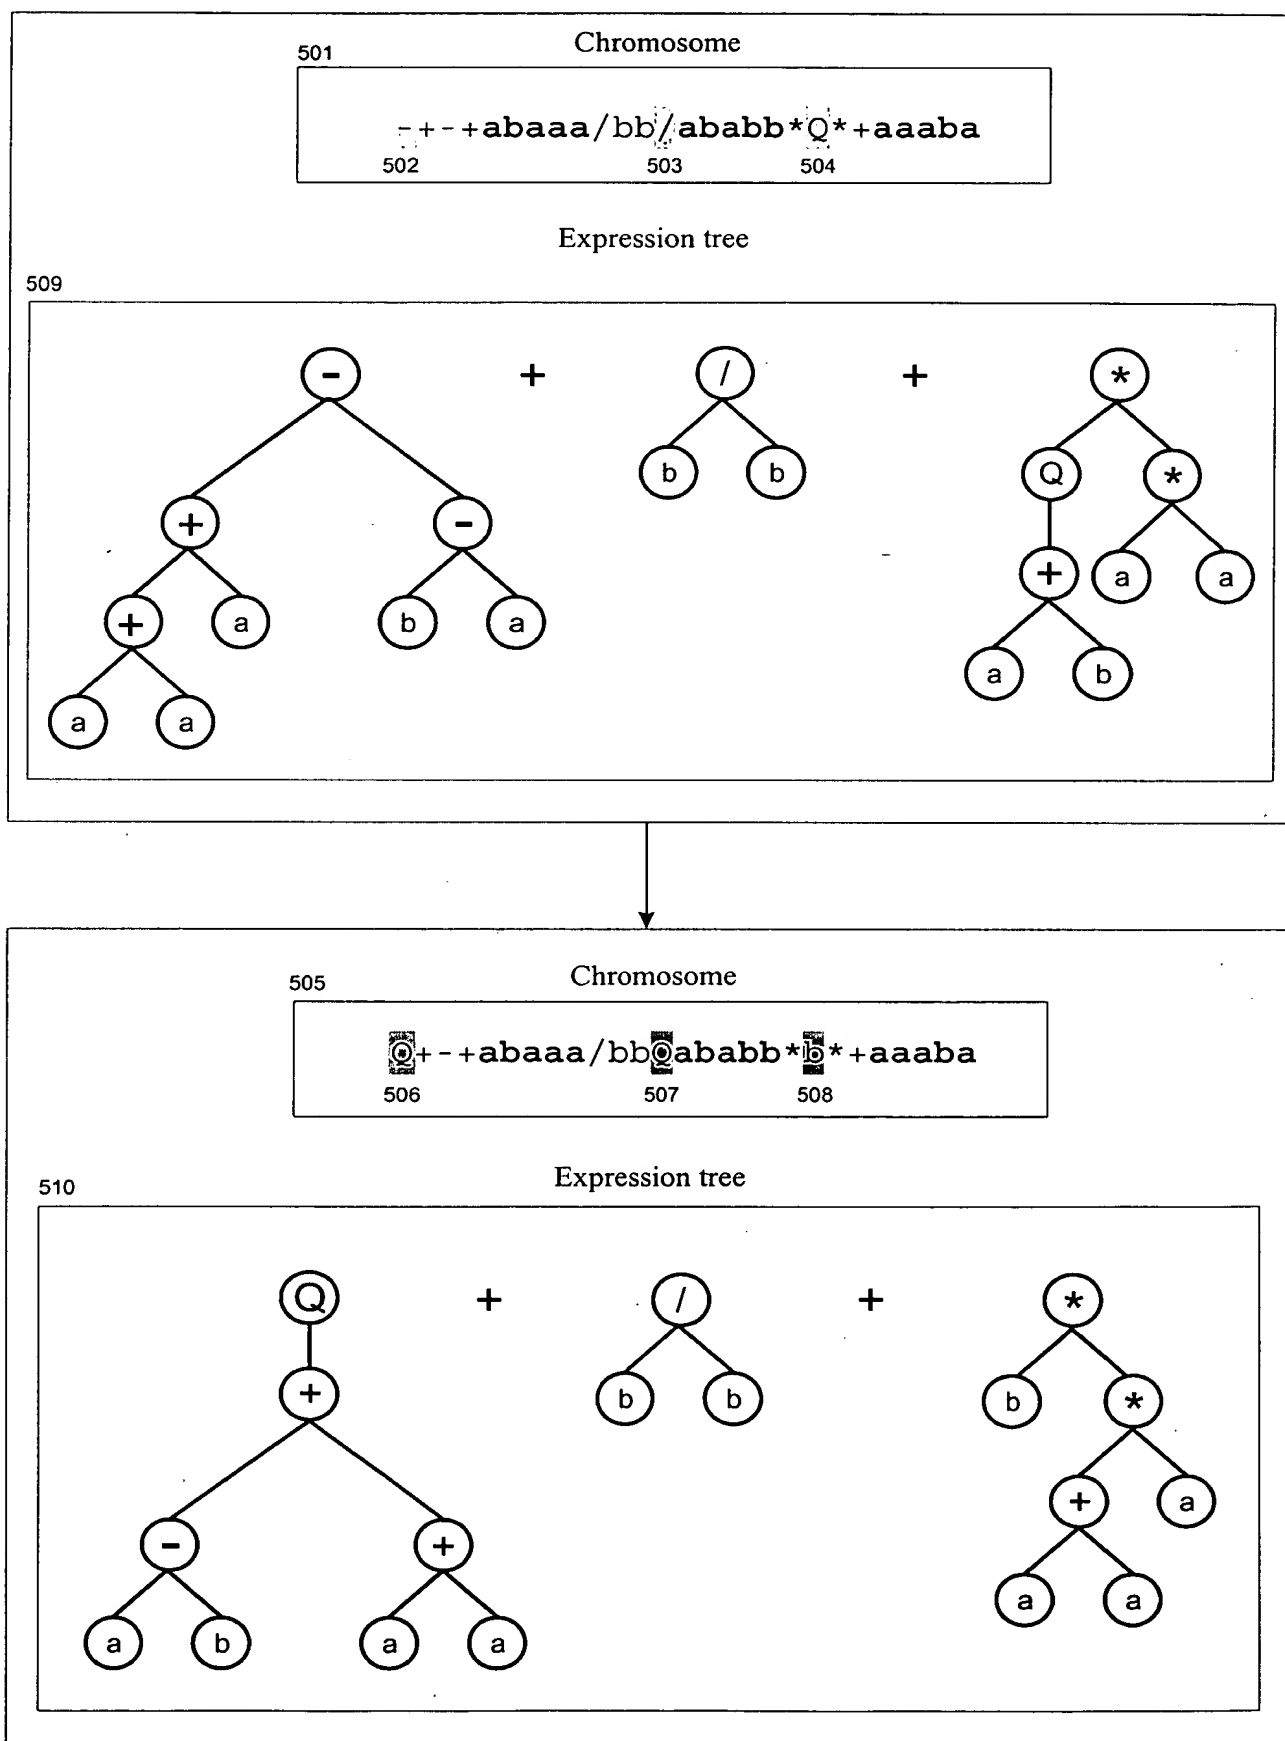 Chromosome
501
-+-+abaaa/bb/ababb*Q*+aaaba
502 503 504
Expression tree
509
- + / + *
b b Q *
+ -
+ a a
+ a b a
a b
a a
Chromosome
505
Q+-+abaaa/bbQababb*b*+aaaba
506 507 508
Expression tree
510
Q + / + *
+ b b b *
+ a
- +
a a
a b a a